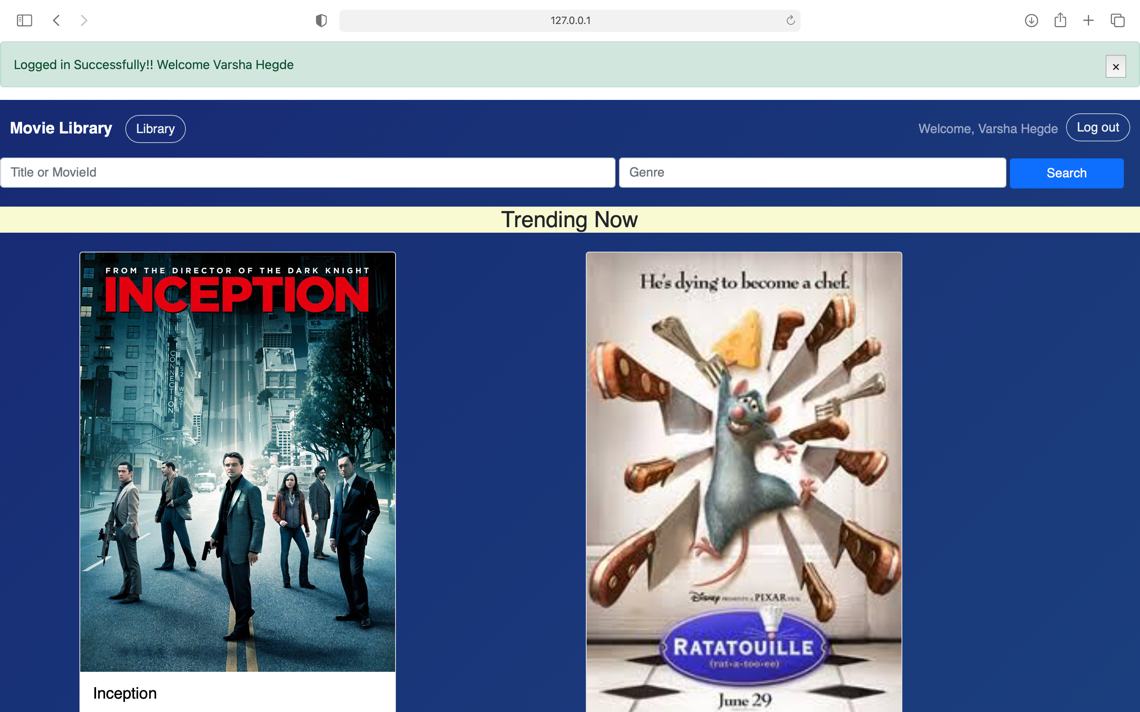 127.0.0.1
Logged in Successfully!! Welcome Varsha Hegde
×
Movie Library Library Welcome, Varsha Hegde Log out
Title or MovieId Genre Search
Trending Now
FROM THE DIRECTOR OF THE DARK KNIGHT
INCEPTION
Inception
He's dying to become a chef.
Disney PRESENTS A PIXAR FILM
RATATOUILLE
(rat·a·too·ee)
June 29